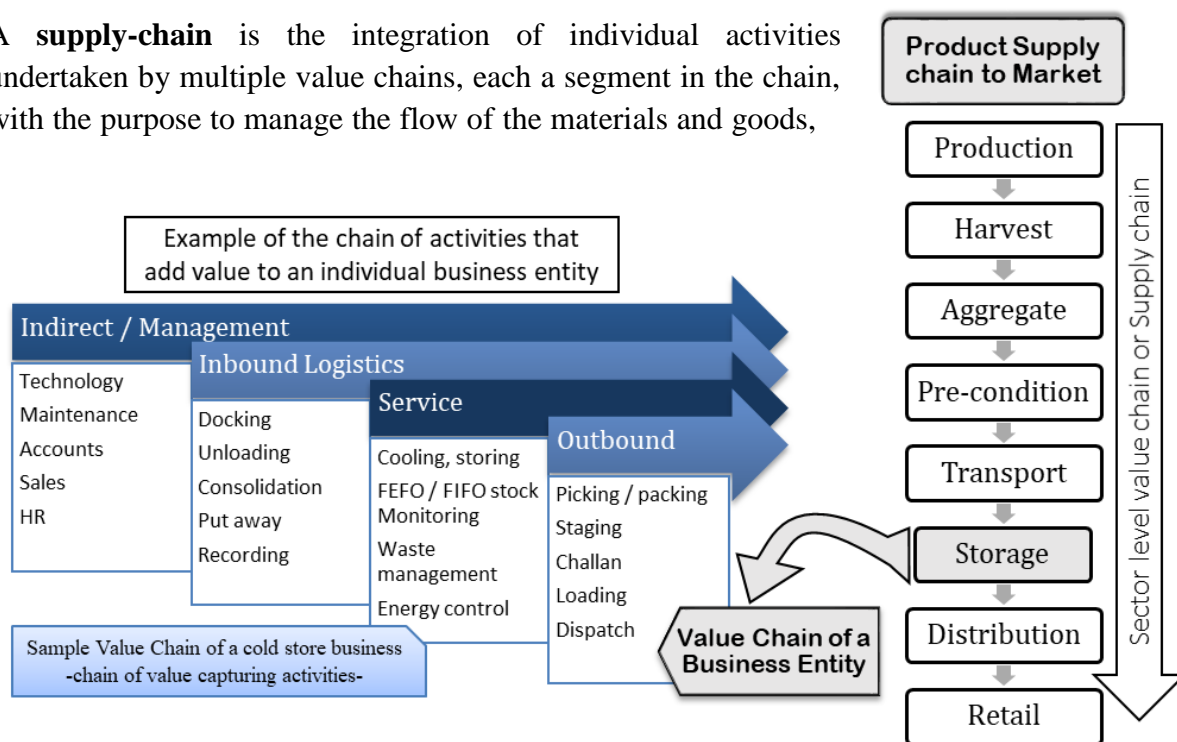 A supply-chain is the integration of individual activities
undertaken by multiple value chains, each a segment in the chain,
with the purpose to manage the flow of the materials and goods,
Example of the chain of activities that
add value to an individual business entity
Indirect / Management
Technology
Maintenance
Accounts
Sales
HR
Inbound Logistics
Docking
Unloading
Consolidation
Put away
Recording
Service
Cooling, storing
FEFO / FIFO stock
Monitoring
Waste
management
Energy control
Outbound
Picking / packing
Staging
Challan
Loading
Dispatch
Sample Value Chain of a cold store business
-chain of value capturing activities-
Value Chain of a
Business Entity
Product Supply
chain to Market
Production
Harvest
Aggregate
Pre-condition
Transport
Storage
Distribution
Retail
Sector level value chain or Supply chain